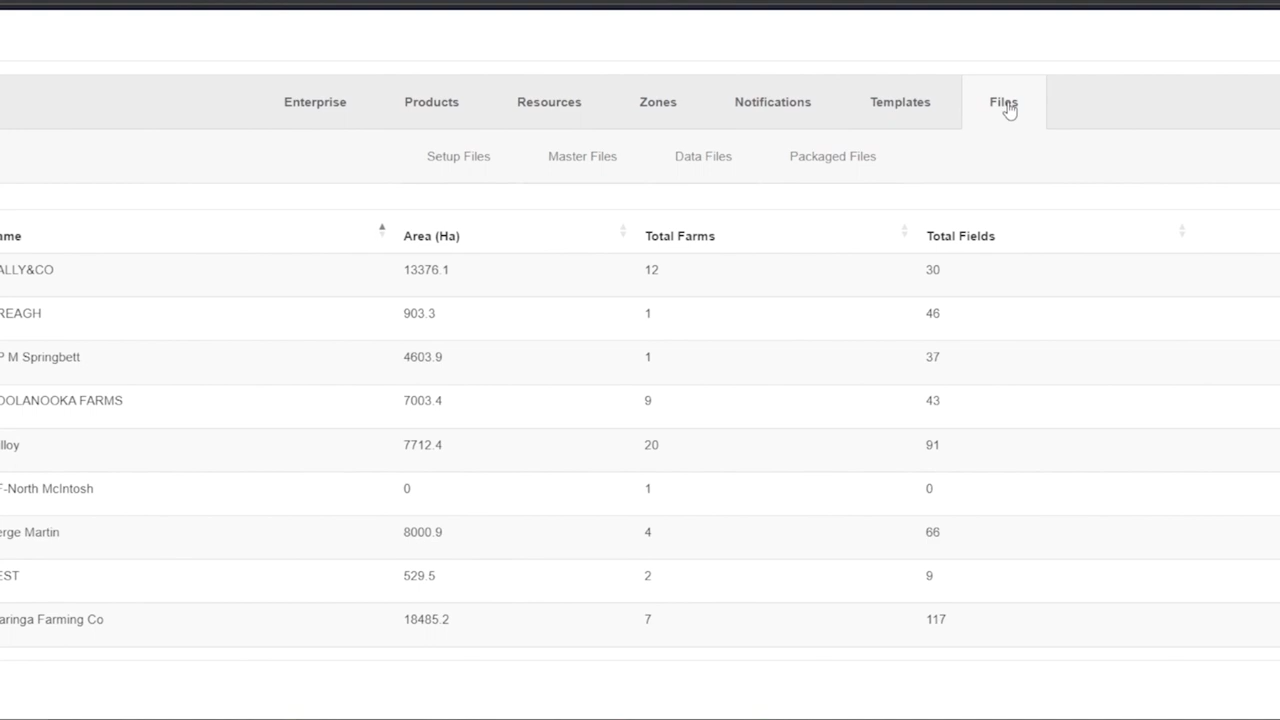 Enterprise Products Resources Zones Notifications Templates Files
Setup Files Master Files Data Files Packaged Files
ame Area (Ha) Total Farms Total Fields
ALLY&CO 13376.1 12 30
REAGH 903.3 1 46
P M Springbett 4603.9 1 37
OOLANOOKA FARMS 7003.4 9 43
lloy 7712.4 20 91
F-North McIntosh 0 1 0
erge Martin 8000.9 4 66
EST 529.5 2 9
aringa Farming Co 18485.2 7 117